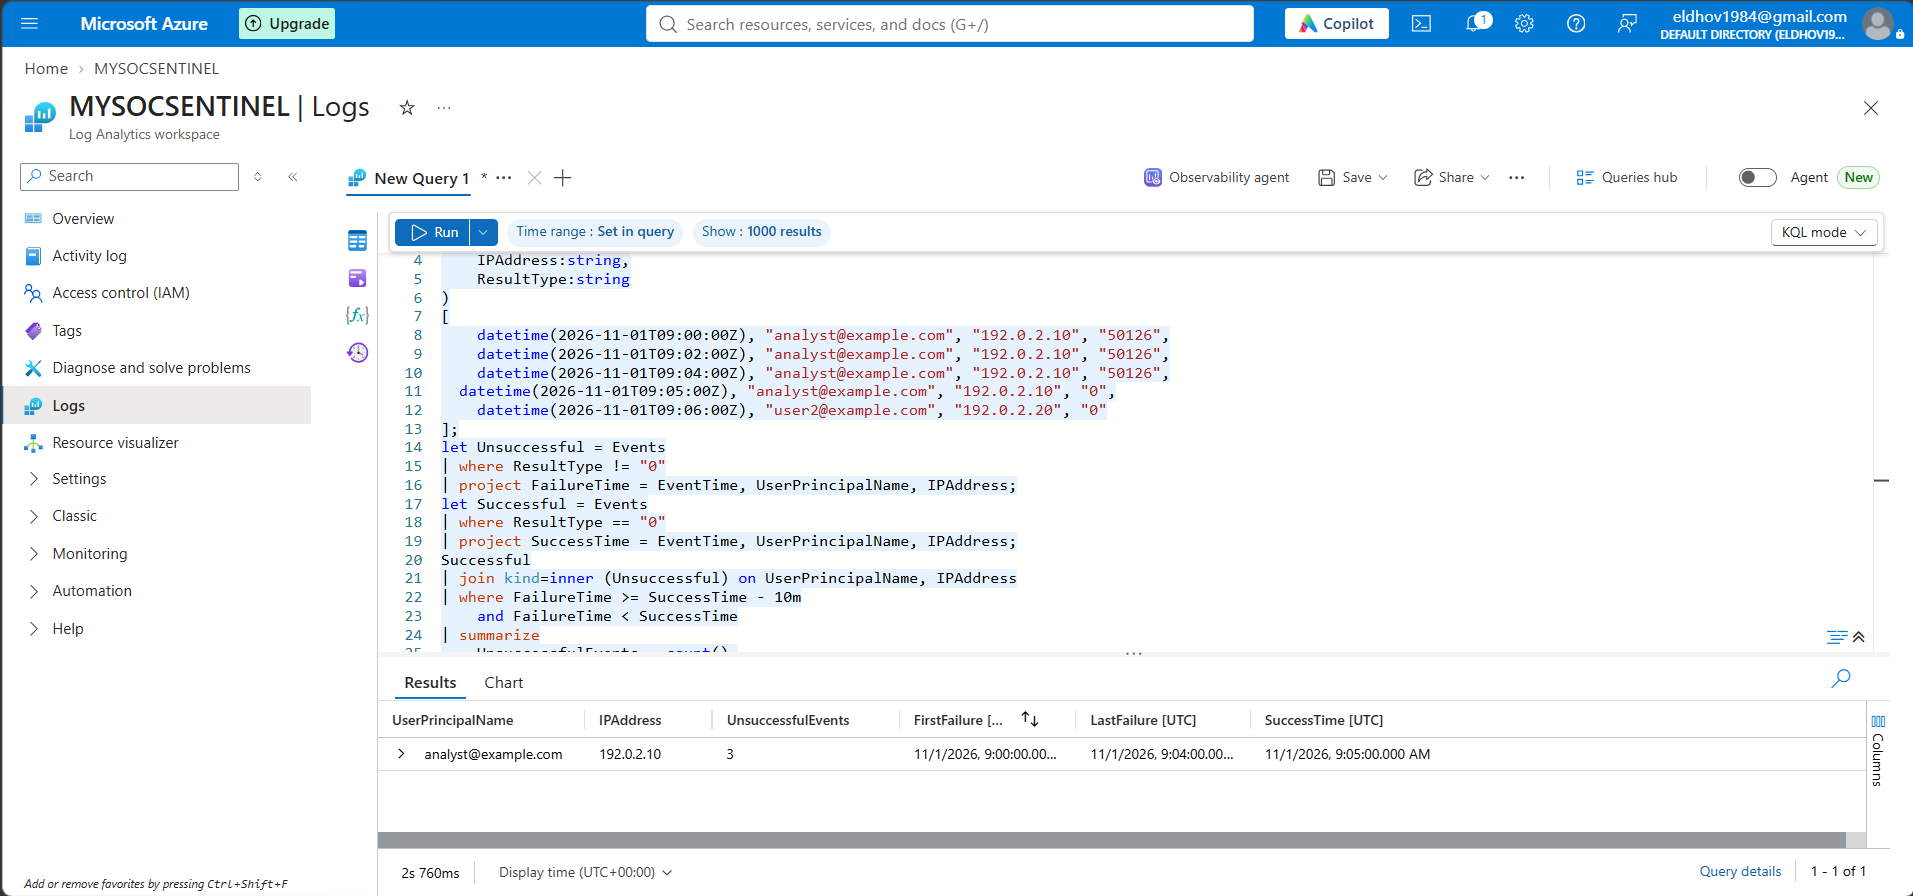 Microsoft Azure
Upgrade
Search resources, services, and docs (G+/)
Copilot
1
eldhov1984@gmail.com
DEFAULT DIRECTORY (ELDHOV19...
Home > MYSOCSENTINEL
MYSOCSENTINEL | Logs
Log Analytics workspace
Search
Overview
Activity log
Access control (IAM)
Tags
Diagnose and solve problems
Logs
Resource visualizer
Settings
Classic
Monitoring
Automation
Help
Add or remove favorites by pressing Ctrl+Shift+F
New Query 1 *
Observability agent
Save
Share
Queries hub
Agent
New
Run
Time range : Set in query
Show : 1000 results
KQL mode
4 IPAddress:string,
5 ResultType:string
6 )
7 [
8 datetime(2026-11-01T09:00:00Z), "analyst@example.com", "192.0.2.10", "50126",
9 datetime(2026-11-01T09:02:00Z), "analyst@example.com", "192.0.2.10", "50126",
10 datetime(2026-11-01T09:04:00Z), "analyst@example.com", "192.0.2.10", "50126",
11 datetime(2026-11-01T09:05:00Z), "analyst@example.com", "192.0.2.10", "0",
12 datetime(2026-11-01T09:06:00Z), "user2@example.com", "192.0.2.20", "0"
13 ];
14 let Unsuccessful = Events
15 | where ResultType != "0"
16 | project FailureTime = EventTime, UserPrincipalName, IPAddress;
17 let Successful = Events
18 | where ResultType == "0"
19 | project SuccessTime = EventTime, UserPrincipalName, IPAddress;
20 Successful
21 | join kind=inner (Unsuccessful) on UserPrincipalName, IPAddress
22 | where FailureTime >= SuccessTime - 10m
23 and FailureTime < SuccessTime
24 | summarize
25 UnsuccessfulEvents = count(),
Results
Chart
UserPrincipalName IPAddress UnsuccessfulEvents FirstFailure [... LastFailure [UTC] SuccessTime [UTC]
analyst@example.com 192.0.2.10 3 11/1/2026, 9:00:00.00... 11/1/2026, 9:04:00.00... 11/1/2026, 9:05:00.000 AM
Columns
2s 760ms
Display time (UTC+00:00)
Query details
1 - 1 of 1